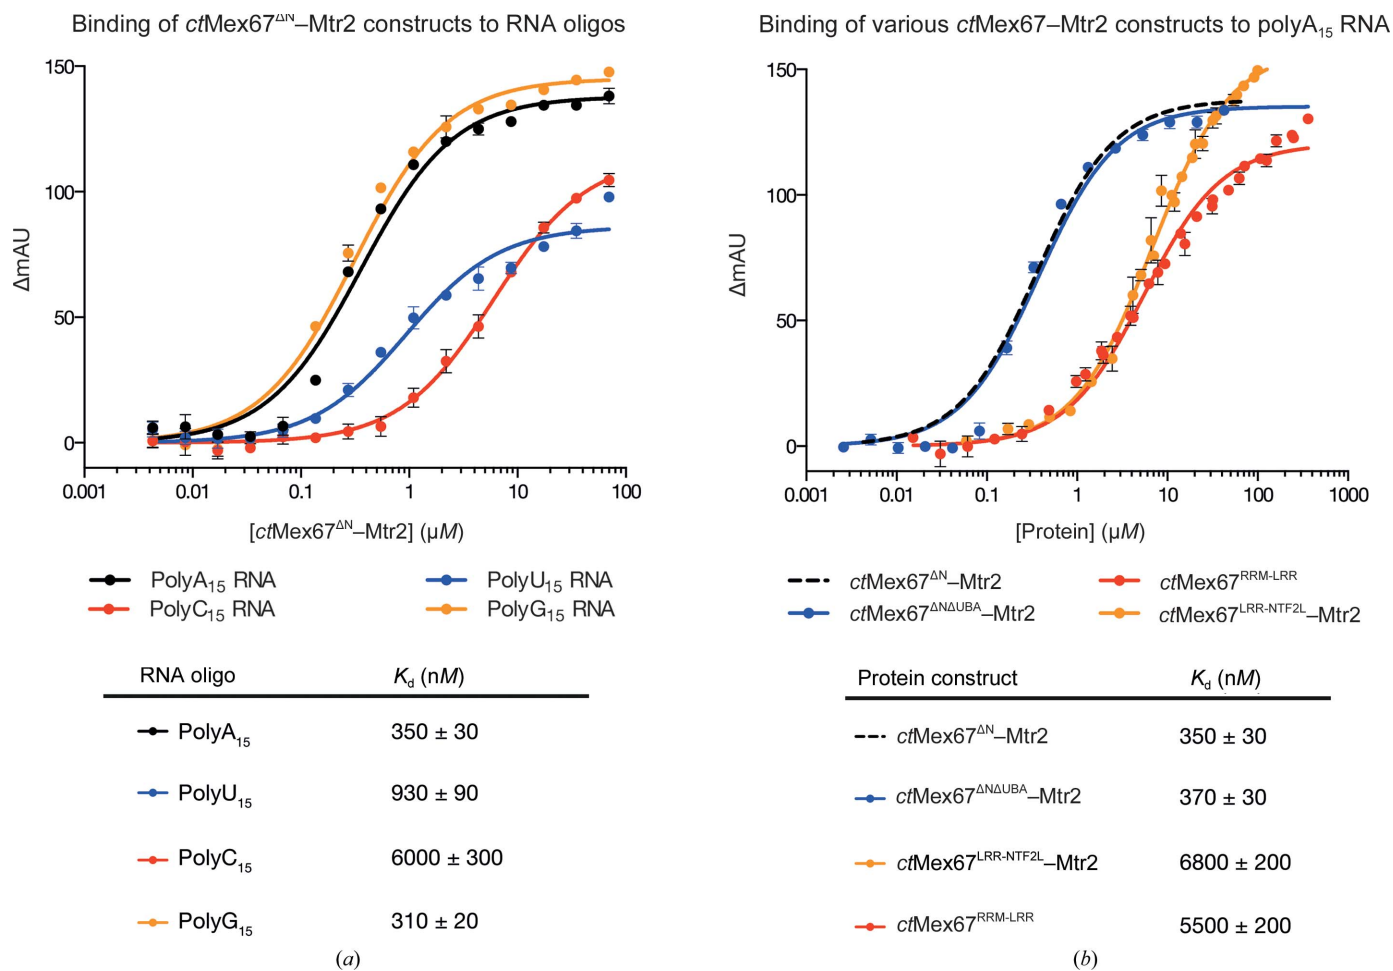 Binding of ctMex67ΔN–Mtr2 constructs to RNA oligos
150
100
50
0
ΔmAU
0.001
0.01
0.1
1
10
100
[ctMex67ΔN–Mtr2] (μM)
PolyA15 RNA
PolyU15 RNA
PolyC15 RNA
PolyG15 RNA
RNA oligo Kd (nM)
PolyA15 350 ± 30
PolyU15 930 ± 90
PolyC15 6000 ± 300
PolyG15 310 ± 20
(a)
Binding of various ctMex67–Mtr2 constructs to polyA15 RNA
150
100
50
0
ΔmAU
0.001
0.01
0.1
1
10
100
1000
[Protein] (μM)
ctMex67ΔN–Mtr2
ctMex67RRM-LRR
ctMex67ΔNΔUBA–Mtr2
ctMex67LRR-NTF2L–Mtr2
Protein construct Kd (nM)
ctMex67ΔN–Mtr2 350 ± 30
ctMex67ΔNΔUBA–Mtr2 370 ± 30
ctMex67LRR-NTF2L–Mtr2 6800 ± 200
ctMex67RRM-LRR 5500 ± 200
(b)